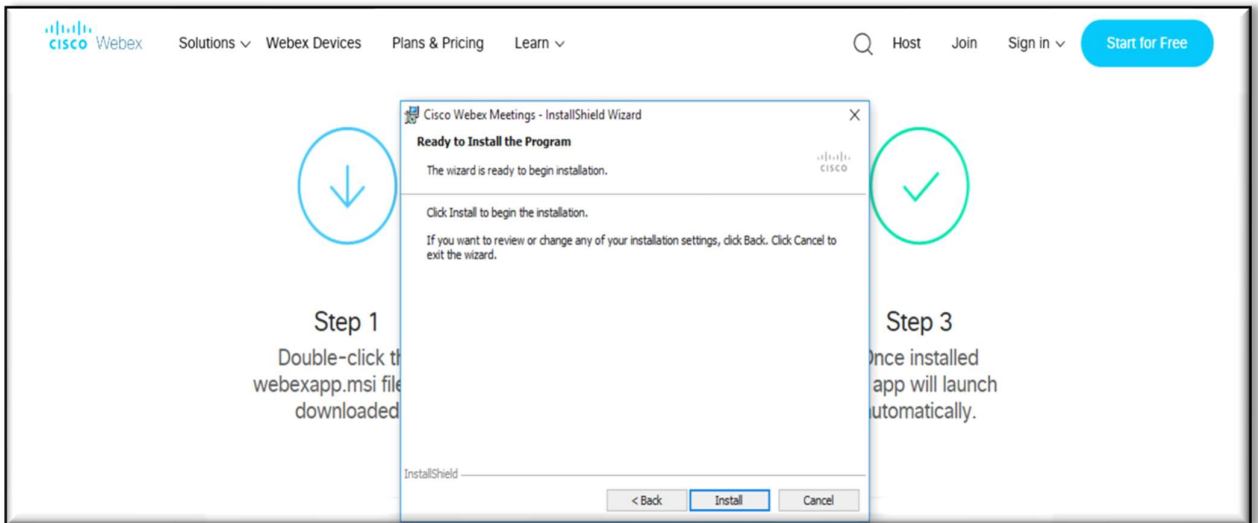 CISCO Webex Solutions Webex Devices Plans & Pricing Learn Host Join Sign in Start for Free
Cisco Webex Meetings - InstallShield Wizard
Ready to Install the Program
The wizard is ready to begin installation.
CISCO
Click Install to begin the installation.
If you want to review or change any of your installation settings, click Back. Click Cancel to
exit the wizard.
InstallShield
< Back Install Cancel
Step 1
Double-click
webexapp.msi
downloaded
Step 3
installed
app will launch
automatically.